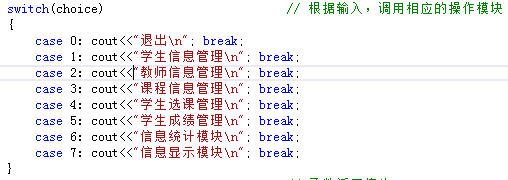 switch(choice) // 根据输入，调用相应的操作模块
{
case 0: cout<<"退出\n"; break;
case 1: cout<<"学生信息管理\n"; break;
case 2: cout<<"教师信息管理\n"; break;
case 3: cout<<"课程信息管理\n"; break;
case 4: cout<<"学生选课管理\n"; break;
case 5: cout<<"学生成绩管理\n"; break;
case 6: cout<<"信息统计模块\n"; break;
case 7: cout<<"信息显示模块\n"; break;
}